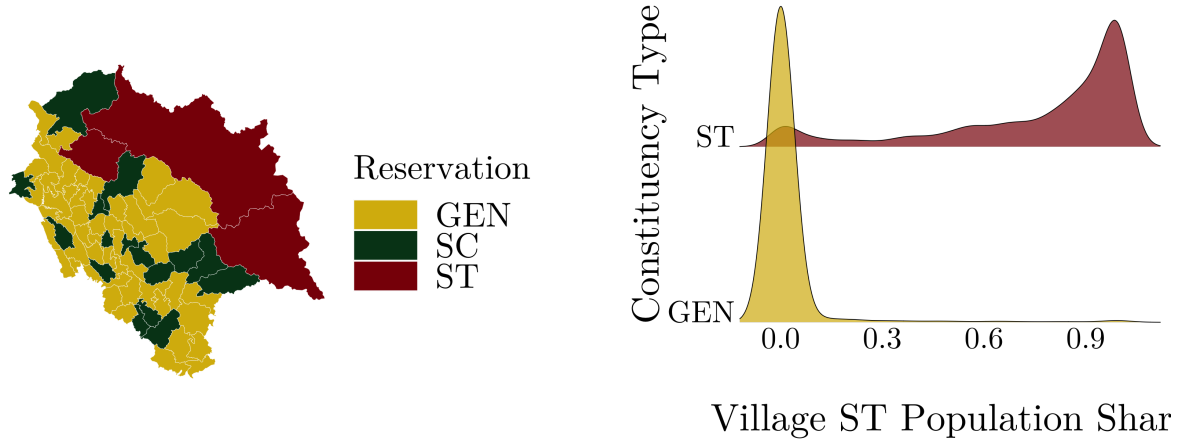 Reservation
GEN
SC
ST
Constituency Type
ST
GEN
0.0 0.3 0.6 0.9
Village ST Population Shar